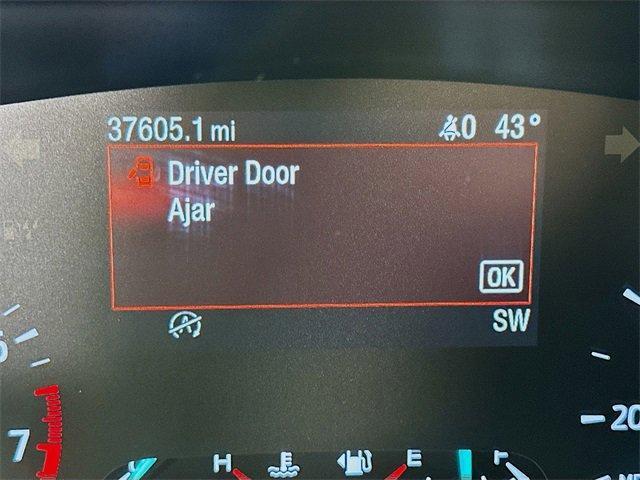 37605.1 mi 0 43°
Driver Door
Ajar
OK
A SW
7 20
H E F